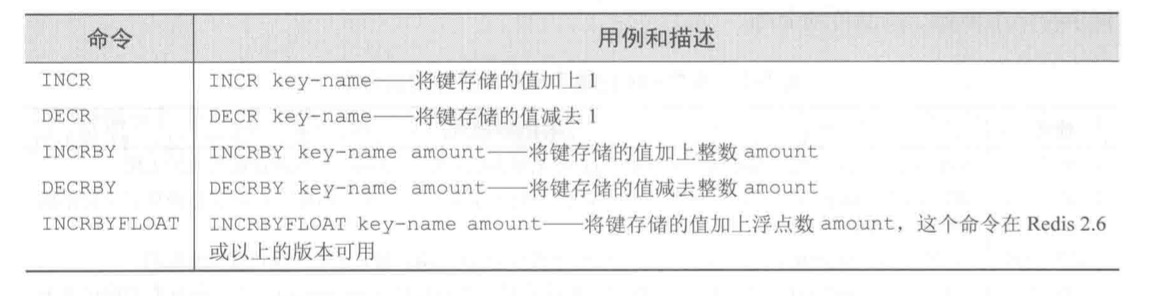 命令 用例和描述
INCR INCR key-name——将键存储的值加上 1
DECR DECR key-name——将键存储的值减去 1
INCRBY INCRBY key-name amount——将键存储的值加上整数 amount
DECRBY DECRBY key-name amount——将键存储的值减去整数 amount
INCRBYFLOAT INCRBYFLOAT key-name amount——将键存储的值加上浮点数 amount，这个命令在 Redis 2.6
或以上的版本可用